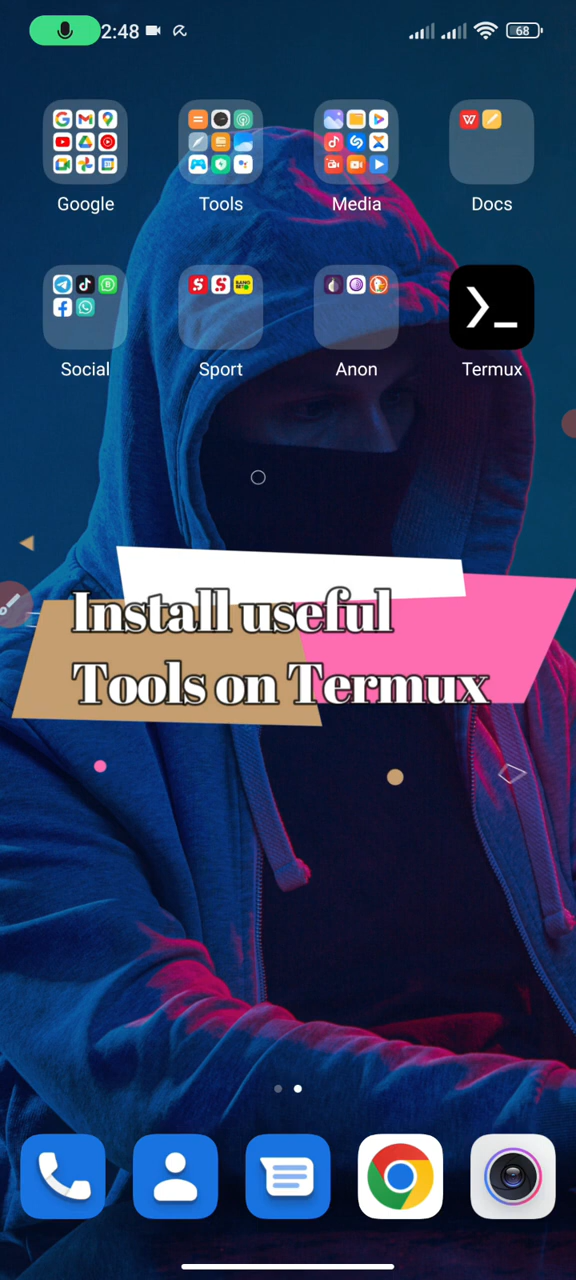 2:48
68
Google
Tools
Media
Docs
Social
Sport
Anon
Termux
Install useful
Tools on Termux